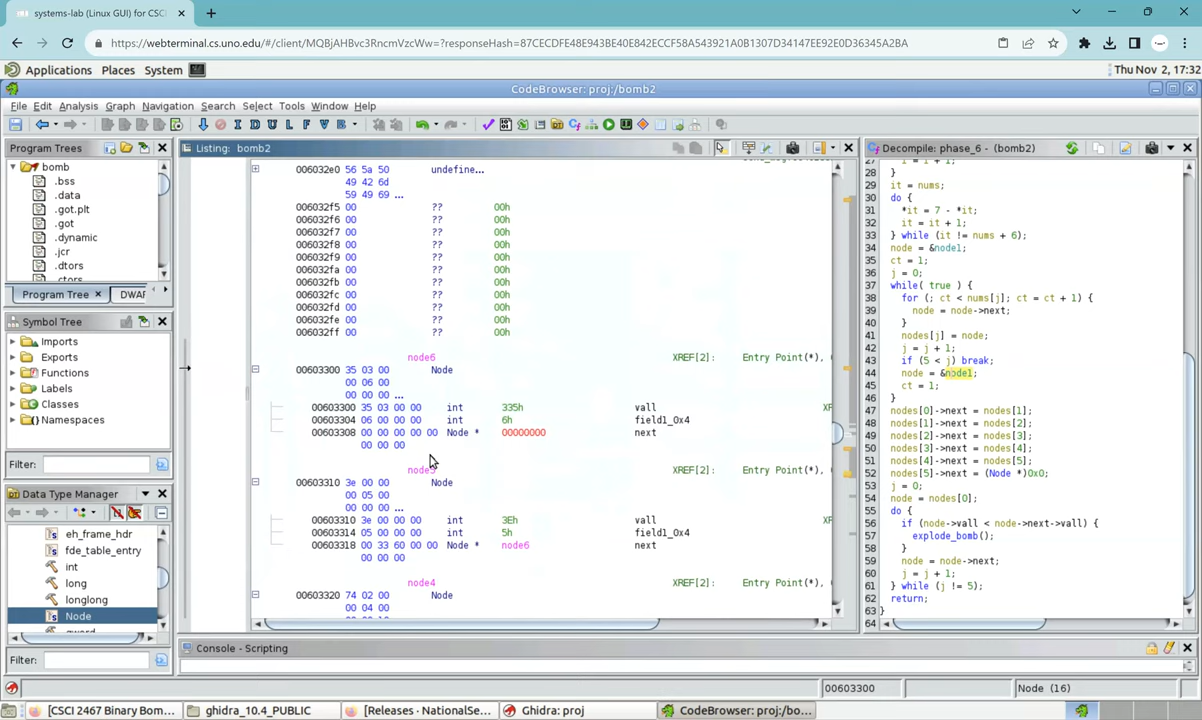 systems-lab (Linux GUI) for CSC
https://webterminal.cs.uno.edu/#/client/MQBjAHBvc3RncmVzcWw=?responseHash=87CECDFE48E943BE40E842ECCF58A543921A0B1307D34147EE92E0D36345A2BA
Applications Places System
Thu Nov 2, 17:32
CodeBrowser: proj:/bomb2
File Edit Analysis Graph Navigation Search Select Tools Window Help
I D U L F V B
Program Trees
bomb
.bss
.data
.got.plt
.got
.dynamic
.jcr
.dtors
.ctors
Program Tree DWAR
Symbol Tree
Imports
Exports
Functions
Labels
Classes
Namespaces
Filter:
Data Type Manager
eh_frame_hdr
fde_table_entry
int
long
longlong
Node
qword
Filter:
Listing: bomb2
006032e0 56 5a 50 undefine...
49 42 6d
59 49 69 ...
006032f5 00 ?? 00h
006032f6 00 ?? 00h
006032f7 00 ?? 00h
006032f8 00 ?? 00h
006032f9 00 ?? 00h
006032fa 00 ?? 00h
006032fb 00 ?? 00h
006032fc 00 ?? 00h
006032fd 00 ?? 00h
006032fe 00 ?? 00h
006032ff 00 ?? 00h
node6 XREF[2]: Entry Point(*),
00603300 35 03 00 Node
00 06 00
00 00 00 ...
00603300 35 03 00 00 int 335h vall XF
00603304 06 00 00 00 int 6h field1_0x4
00603308 00 00 00 00 00 Node * 00000000 next
00 00 00
node5 XREF[2]: Entry Point(*),
00603310 3e 00 00 Node
00 05 00
00 00 00 ...
00603310 3e 00 00 00 int 3Eh vall XF
00603314 05 00 00 00 int 5h field1_0x4
00603318 00 33 60 00 00 Node * node6 next
00 00 00
node4 XREF[2]: Entry Point(*),
00603320 74 02 00 Node
00 04 00
Decompile: phase_6 - (bomb2)
27 i = i + 1;
28 }
29 it = nums;
30 do {
31 *it = 7 - *it;
32 it = it + 1;
33 } while (it != nums + 6);
34 node = &node1;
35 ct = 1;
36 j = 0;
37 while( true ) {
38 for (; ct < nums[j]; ct = ct + 1) {
39 node = node->next;
40 }
41 nodes[j] = node;
42 j = j + 1;
43 if (5 < j) break;
44 node = &node1;
45 ct = 1;
46 }
47 nodes[0]->next = nodes[1];
48 nodes[1]->next = nodes[2];
49 nodes[2]->next = nodes[3];
50 nodes[3]->next = nodes[4];
51 nodes[4]->next = nodes[5];
52 nodes[5]->next = (Node *)0x0;
53 j = 0;
54 node = nodes[0];
55 do {
56 if (node->vall < node->next->vall) {
57 explode_bomb();
58 }
59 node = node->next;
60 j = j + 1;
61 } while (j != 5);
62 return;
63 }
64
Console - Scripting
00603300 Node (16)
[CSCI 2467 Binary Bom... ghidra_10.4_PUBLIC [Releases · NationalSe... Ghidra: proj CodeBrowser: proj:/bo...